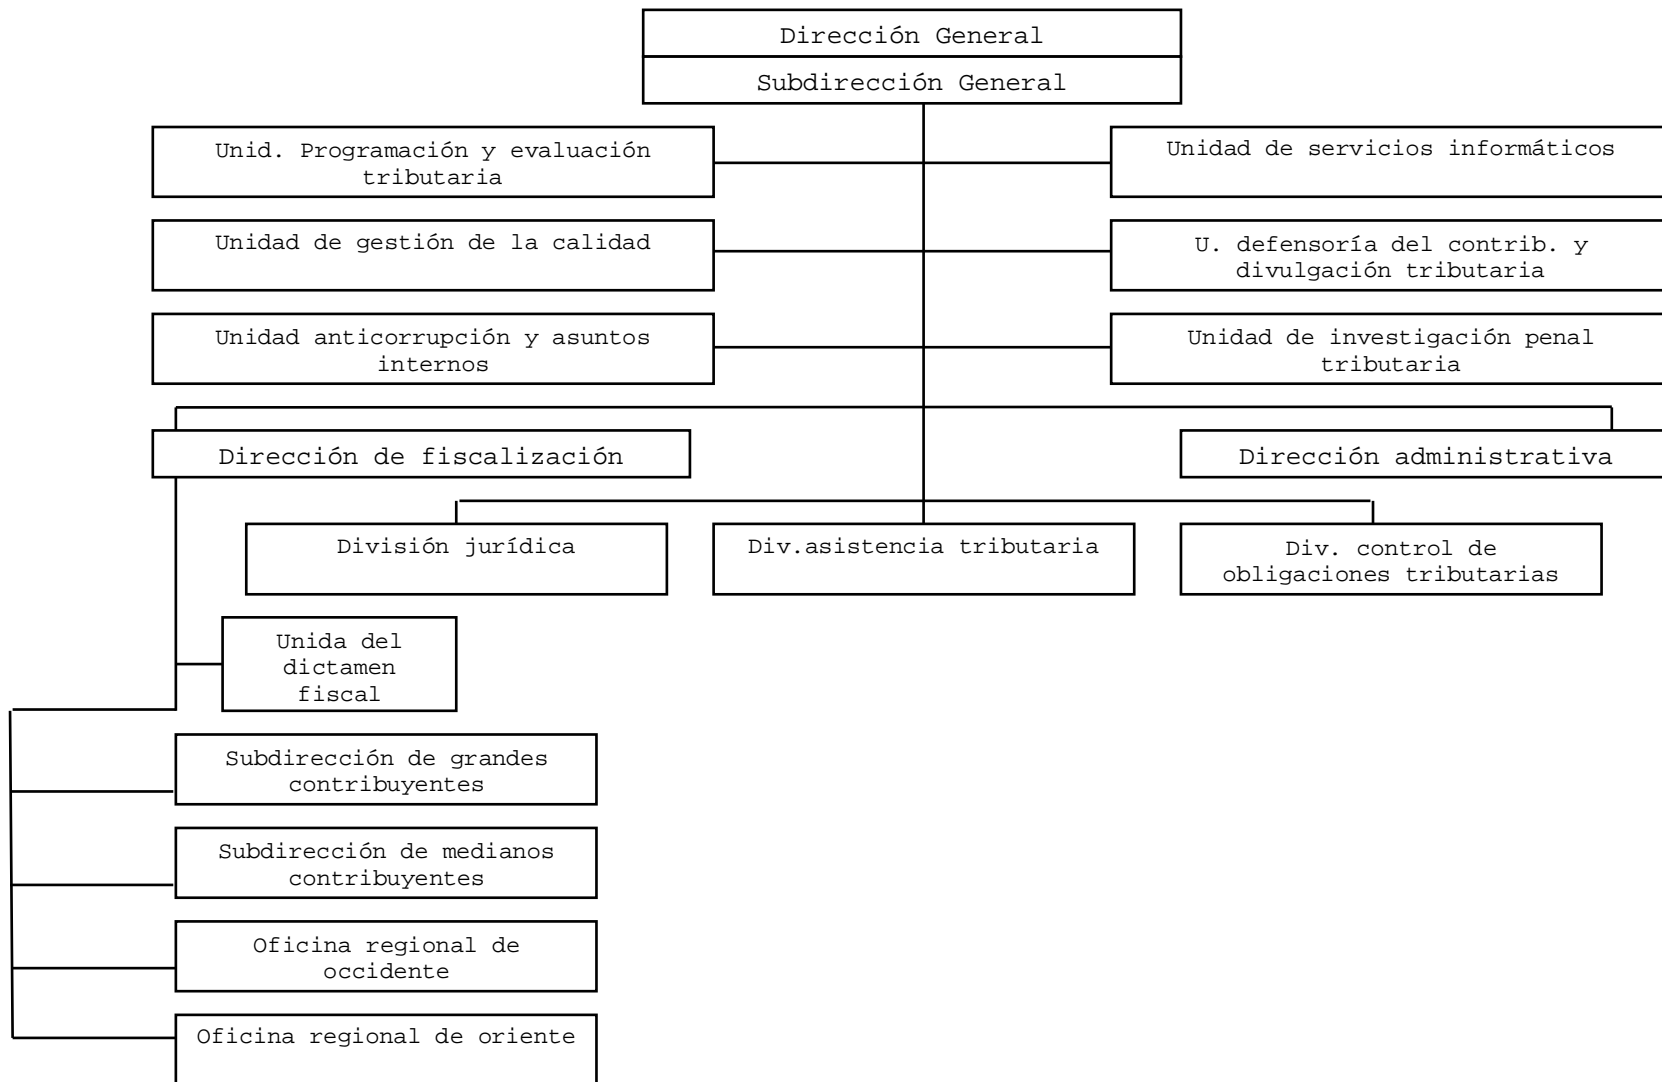 Dirección General
Subdirección General
Unid. Programación y evaluación
tributaria
Unidad de servicios informáticos
Unidad de gestión de la calidad
U. defensoría del contrib. y
divulgación tributaria
Unidad anticorrupción y asuntos
internos
Unidad de investigación penal
tributaria
Dirección de fiscalización
Dirección administrativa
División jurídica
Div.asistencia tributaria
Div. control de
obligaciones tributarias
Unida del
dictamen
fiscal
Subdirección de grandes
contribuyentes
Subdirección de medianos
contribuyentes
Oficina regional de
occidente
Oficina regional de oriente